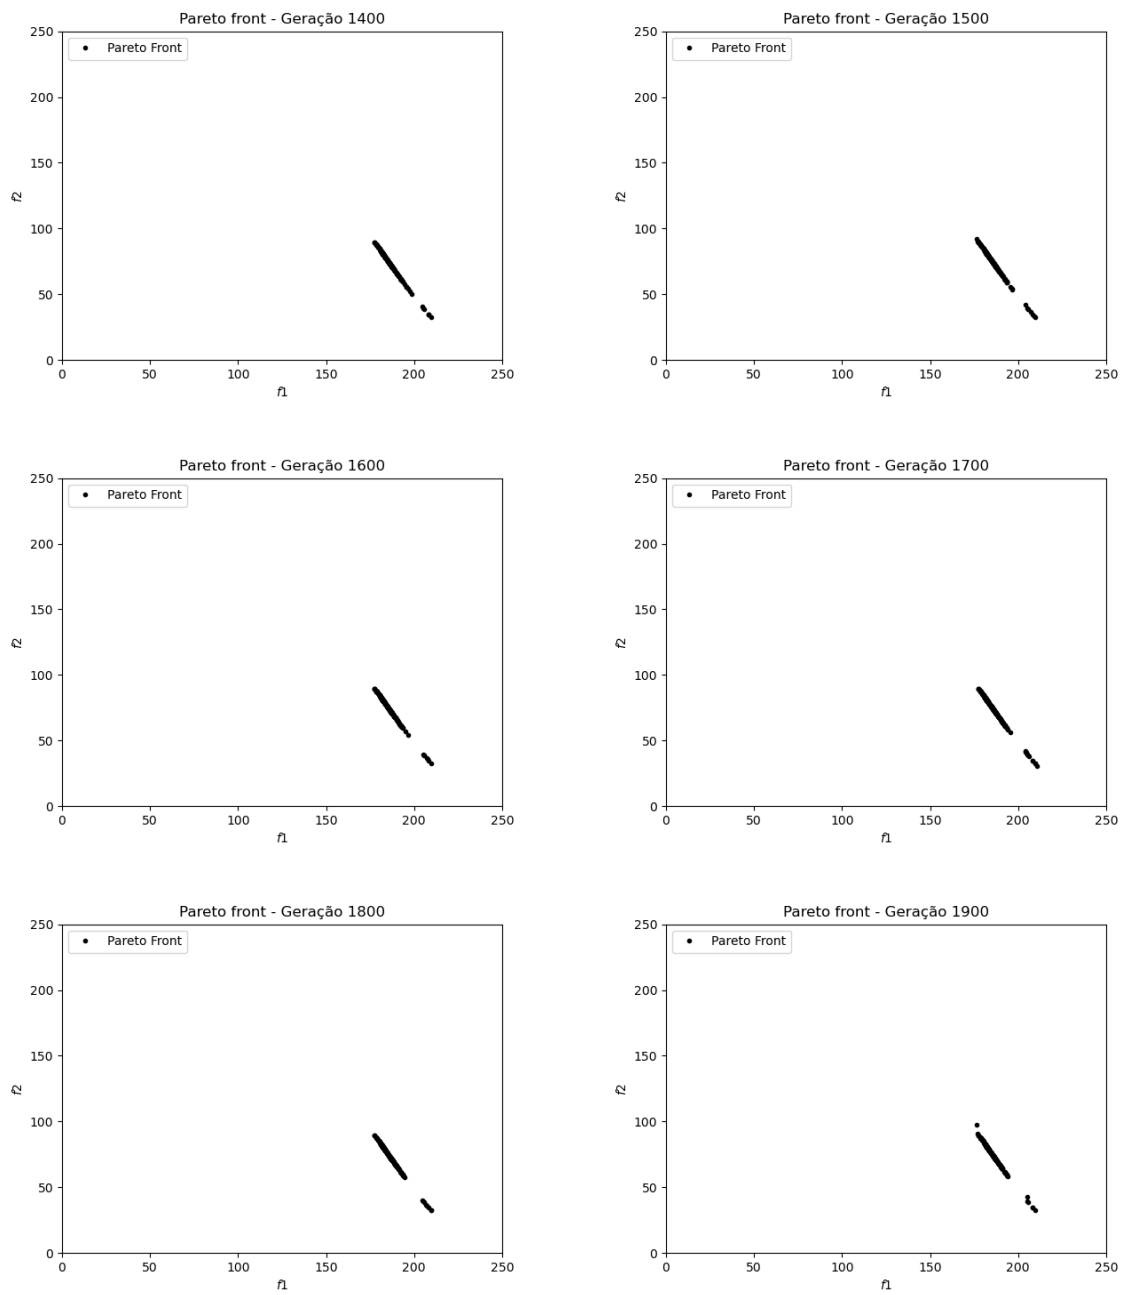 Pareto front - Geração 1400
250
Pareto Front
200
150
f2
100
50
0
0 50 100 150 200 250
f1
Pareto front - Geração 1500
250
Pareto Front
200
150
f2
100
50
0
0 50 100 150 200 250
f1
Pareto front - Geração 1600
250
Pareto Front
200
150
f2
100
50
0
0 50 100 150 200 250
f1
Pareto front - Geração 1700
250
Pareto Front
200
150
f2
100
50
0
0 50 100 150 200 250
f1
Pareto front - Geração 1800
250
Pareto Front
200
150
f2
100
50
0
0 50 100 150 200 250
f1
Pareto front - Geração 1900
250
Pareto Front
200
150
f2
100
50
0
0 50 100 150 200 250
f1